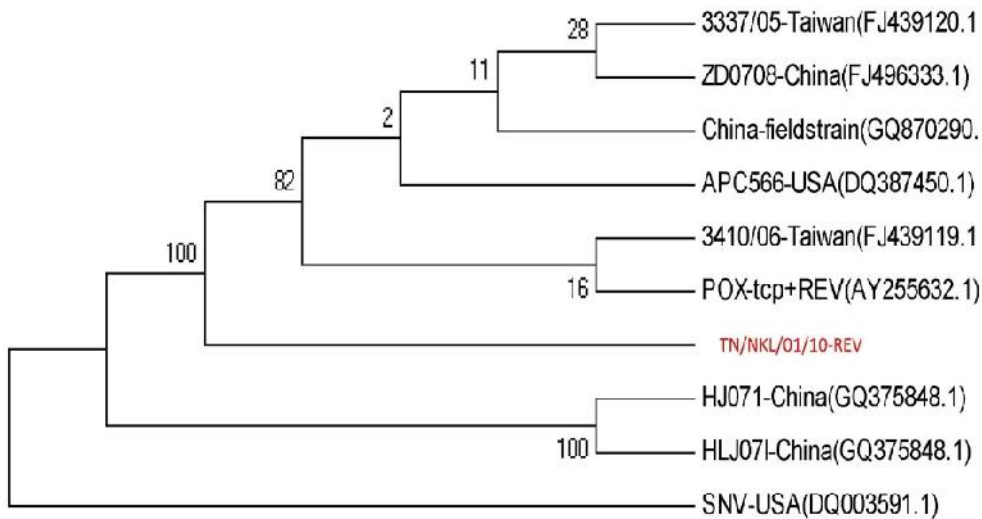 3337/05-Taiwan(FJ439120.1
28
ZD0708-China(FJ496333.1)
11
China-fieldstrain(GQ870290.
2
APC566-USA(DQ387450.1)
82
3410/06-Taiwan(FJ439119.1
100
16
POX-tcp+REV(AY255632.1)
TN/NKL/01/10-REV
HJ071-China(GQ375848.1)
100
HLJ07I-China(GQ375848.1)
SNV-USA(DQ003591.1)